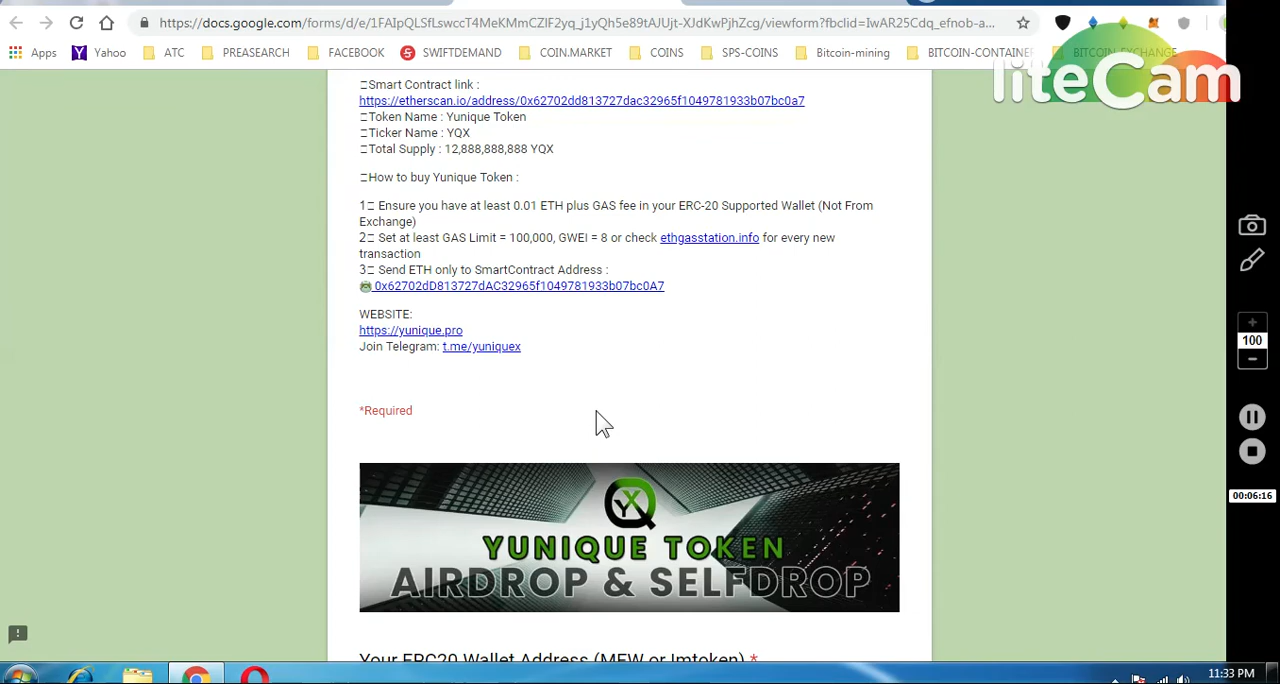 https://docs.google.com/forms/d/e/1FAIpQLSfLswccT4MeKMmCZlF2yq_j1yQh5e89tAJUjt-XJdKwPjhZcg/viewform?fbclid=IwAR25Cdq_efnob-a...
Apps Yahoo ATC PREASEARCH FACEBOOK SWIFTDEMAND COIN.MARKET COINS SPS-COINS Bitcoin-mining BITCOIN-CONTAINER BITCOIN-EXCHANGE
liteCam
Smart Contract link :
https://etherscan.io/address/0x62702dd813727dac32965f1049781933b07bc0a7
Token Name : Yunique Token
Ticker Name : YQX
Total Supply : 12,888,888,888 YQX
How to buy Yunique Token :
1 Ensure you have at least 0.01 ETH plus GAS fee in your ERC-20 Supported Wallet (Not From
Exchange)
2 Set at least GAS Limit = 100,000, GWEI = 8 or check ethgasstation.info for every new
transaction
3 Send ETH only to SmartContract Address :
0x62702dD813727dAC32965f1049781933b07bc0A7
WEBSITE:
https://yunique.pro
Join Telegram: t.me/yuniquex
100
*Required
00:06:16
YQX
YUNIQUE TOKEN
AIRDROP & SELFDROP
Your ERC20 Wallet Address (MEW or Imtoken) *
11:33 PM